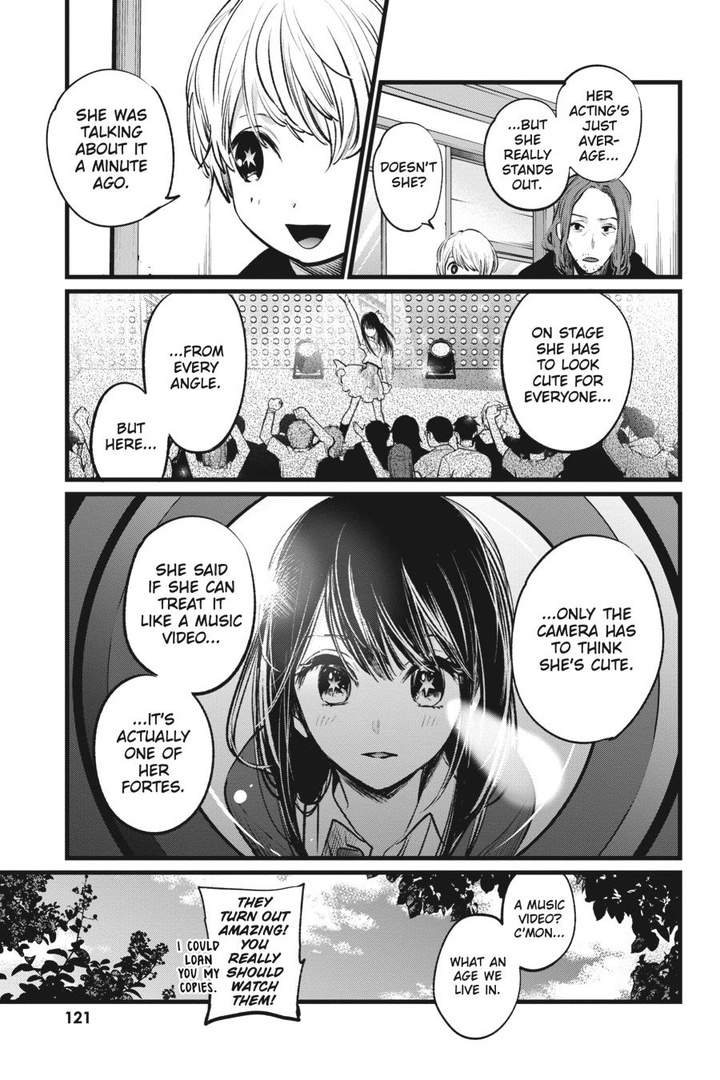 HER
ACTING'S
JUST
AVER-
AGE...
...BUT
SHE
REALLY
STANDS
OUT.
DOESN'T
SHE?
SHE WAS
TALKING
ABOUT IT
A MINUTE
AGO.
ON STAGE
SHE HAS
TO LOOK
CUTE FOR
EVERYONE...
...FROM
EVERY
ANGLE.
BUT
HERE...
...ONLY THE
CAMERA HAS
TO THINK
SHE'S CUTE.
SHE SAID
IF SHE CAN
TREAT IT
LIKE A MUSIC
VIDEO...
...IT'S
ACTUALLY
ONE OF
HER
FORTES.
A MUSIC
VIDEO?
C'MON...
WHAT AN
AGE WE
LIVE IN.
THEY
TURN OUT
AMAZING!
YOU
REALLY
SHOULD
WATCH
THEM!
I COULD
LOAN
YOU MY
COPIES.
121